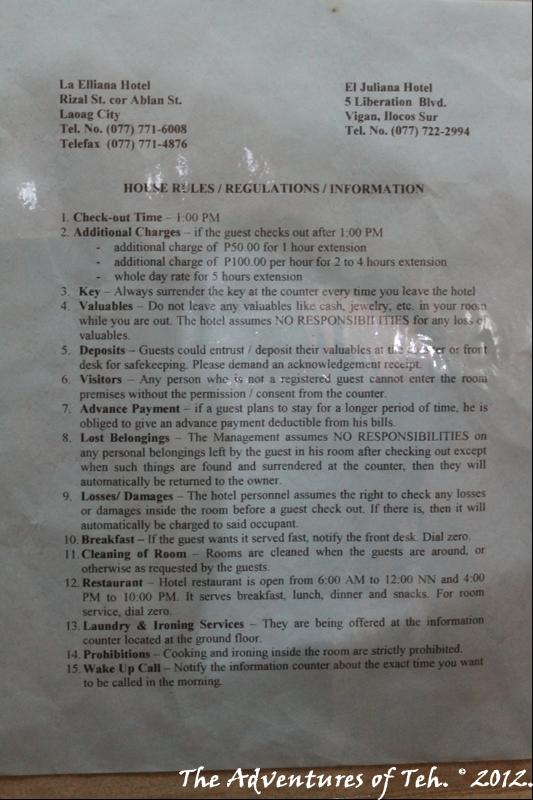 La Elliana Hotel
Rizal St. cor Ablan St.
Laoag City
Tel. No. (077) 771-6008
Telefax (077) 771-4876
El Juliana Hotel
5 Liberation Blvd.
Vigan, Ilocos Sur
Tel. No. (077) 722-2994
HOUSE RULES / REGULATIONS / INFORMATION
1. Check-out Time – 1:00 PM
2. Additional Charges – if the guest checks out after 1:00 PM
- additional charge of P50.00 for 1 hour extension
- additional charge of P100.00 per hour for 2 to 4 hours extension
- whole day rate for 5 hours extension
3. Key – Always surrender the key at the counter every time you leave the hotel
4. Valuables – Do not leave any valuables like cash, jewelry, etc. in your room
while you are out. The hotel assumes NO RESPONSIBILITIES for any loss of
valuables.
5. Deposits – Guests could entrust / deposit their valuables at the or front
desk for safekeeping. Please demand an acknowledgement receipt.
6. Visitors – Any person who is not a registered guest cannot enter the room
premises without the permission / consent from the counter.
7. Advance Payment – if a guest plans to stay for a longer period of time, he is
obliged to give an advance payment deductible from his bills.
8. Lost Belongings – The Management assumes NO RESPONSIBILITIES on
any personal belongings left by the guest in his room after checking out except
when such things are found and surrendered at the counter, then they will
automatically be returned to the owner.
9. Losses/ Damages – The hotel personnel assumes the right to check any losses
or damages inside the room before a guest check out. If there is, then it will
automatically be charged to said occupant.
10. Breakfast – If the guest wants it served fast, notify the front desk. Dial zero.
11. Cleaning of Room – Rooms are cleaned when the guests are around, or
otherwise as requested by the guests.
12. Restaurant – Hotel restaurant is open from 6:00 AM to 12:00 NN and 4:00
PM to 10:00 PM. It serves breakfast, lunch, dinner and snacks. For room
service, dial zero.
13. Laundry & Ironing Services – They are being offered at the information
counter located at the ground floor.
14. Prohibitions – Cooking and ironing inside the room are strictly prohibited.
15. Wake Up Call – Notify the information counter about the exact time you want
to be called in the morning.
The Adventures of Teh. © 2012.